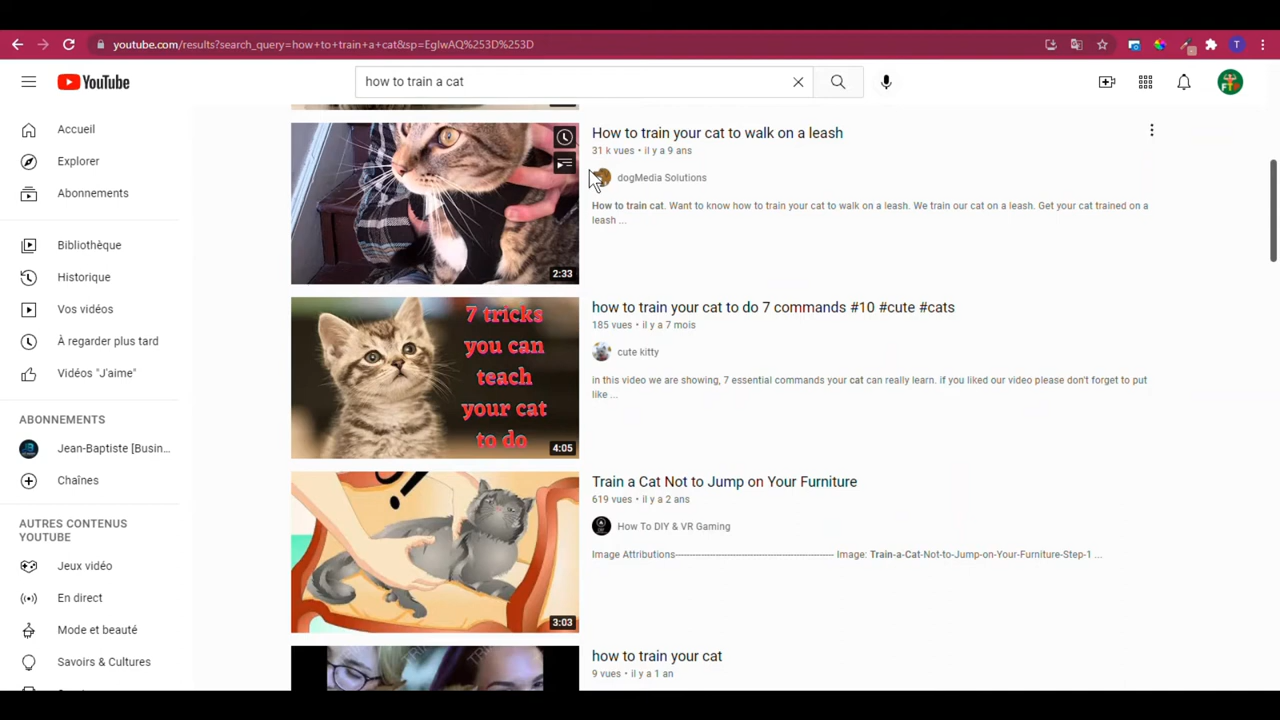 youtube.com/results?search_query=how+to+train+a+cat&sp=EgIwAQ%253D%253D
T
YouTube
how to train a cat
Accueil
Explorer
Abonnements
Bibliothèque
Historique
Vos vidéos
À regarder plus tard
Vidéos "J'aime"
ABONNEMENTS
Jean-Baptiste [Busin...
Chaînes
AUTRES CONTENUS
YOUTUBE
Jeux vidéo
En direct
Mode et beauté
Savoirs & Cultures
2:33
How to train your cat to walk on a leash
31 k vues • il y a 9 ans
dogMedia Solutions
How to train cat. Want to know how to train your cat to walk on a leash. We train our cat on a leash. Get your cat trained on a
leash ...
7 tricks
you can
teach
your cat
to do
4:05
how to train your cat to do 7 commands #10 #cute #cats
185 vues • il y a 7 mois
cute kitty
in this video we are showing, 7 essential commands your cat can really learn. if you liked our video please don't forget to put
like ...
?!
3:03
Train a Cat Not to Jump on Your Furniture
619 vues • il y a 2 ans
How To DIY & VR Gaming
Image Attributions---------------------------------------------------------- Image: Train-a-Cat-Not-to-Jump-on-Your-Furniture-Step-1 ...
how to train your cat
9 vues • il y a 1 an